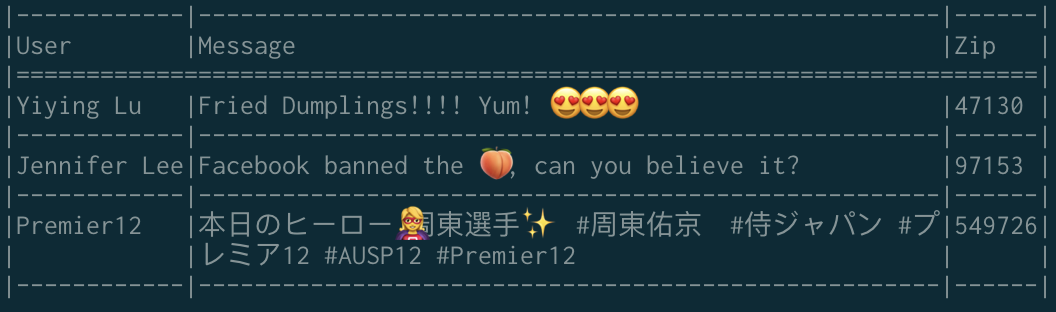 |------------|-----------------------------------------------------|------|
|User        |Message                                              |Zip   |
|=========================================================================|
|Yiying Lu   |Fried Dumplings!!!! Yum! 😍😍😍                      |47130 |
|------------|-----------------------------------------------------|------|
|Jennifer Lee|Facebook banned the 🍑, can you believe it?          |97153 |
|------------|-----------------------------------------------------|------|
|Premier12   |本日のヒーロー🦸周東選手✨ #周東佑京　#侍ジャパン #プ|549726|
|            |レミア12 #AUSP12 #Premier12                          |      |
|------------|-----------------------------------------------------|------|